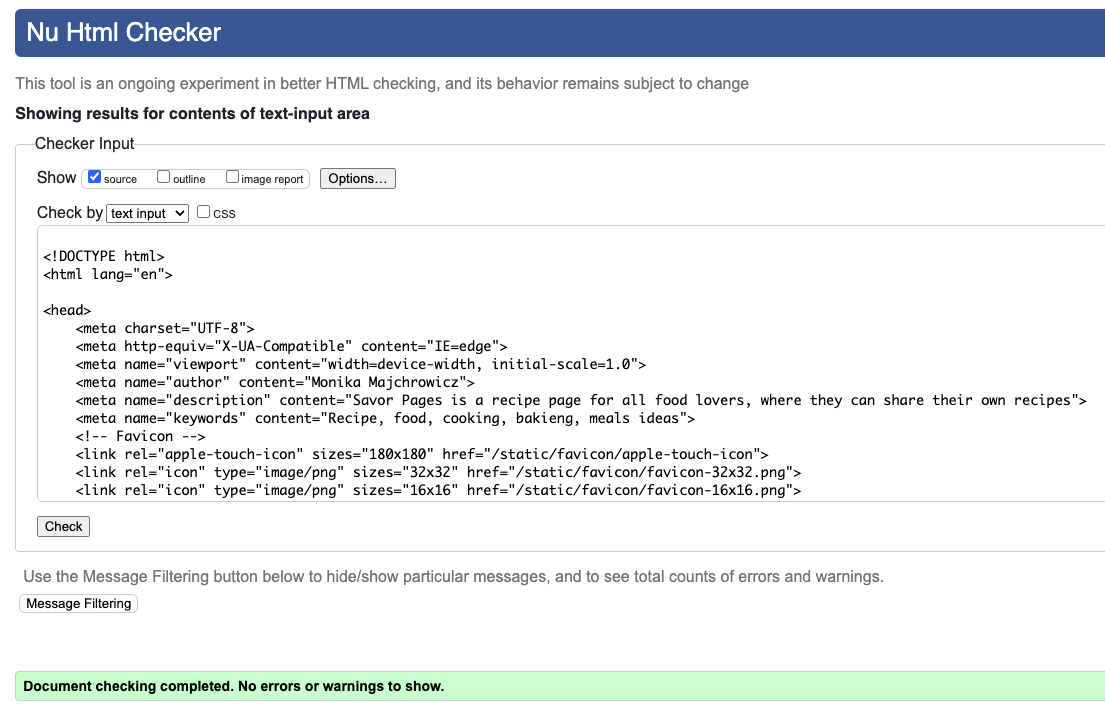 Nu Html Checker
This tool is an ongoing experiment in better HTML checking, and its behavior remains subject to change
Showing results for contents of text-input area
Checker Input
Show source outline image report Options...
Check by text input CSS
<!DOCTYPE html>
<html lang="en">
<head>
<meta charset="UTF-8">
<meta http-equiv="X-UA-Compatible" content="IE=edge">
<meta name="viewport" content="width=device-width, initial-scale=1.0">
<meta name="author" content="Monika Majchrowicz">
<meta name="description" content="Savor Pages is a recipe page for all food lovers, where they can share their own recipes">
<meta name="keywords" content="Recipe, food, cooking, bakieng, meals ideas">
<!-- Favicon -->
<link rel="apple-touch-icon" sizes="180x180" href="/static/favicon/apple-touch-icon">
<link rel="icon" type="image/png" sizes="32x32" href="/static/favicon/favicon-32x32.png">
<link rel="icon" type="image/png" sizes="16x16" href="/static/favicon/favicon-16x16.png">
Check
Use the Message Filtering button below to hide/show particular messages, and to see total counts of errors and warnings.
Message Filtering
Document checking completed. No errors or warnings to show.